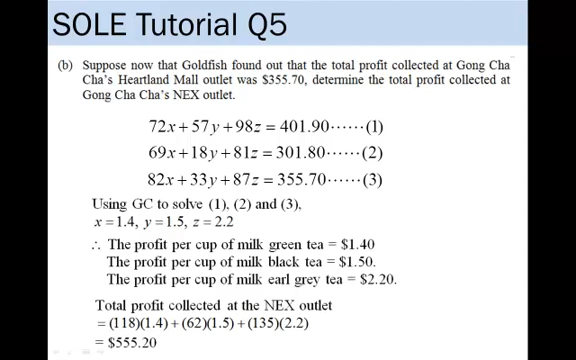 SOLE Tutorial Q5
(b) Suppose now that Goldfish found out that the total profit collected at Gong Cha
Cha's Heartland Mall outlet was $355.70, determine the total profit collected at
Gong Cha Cha's NEX outlet.
72x+57y+98z=401.90······(1)
69x+18y+81z=301.80······(2)
82x+33y+87z=355.70······(3)
Using GC to solve (1), (2) and (3),
x=1.4, y=1.5, z=2.2
∴ The profit per cup of milk green tea = $1.40
The profit per cup of milk black tea = $1.50.
The profit per cup of milk earl grey tea = $2.20.
Total profit collected at the NEX outlet
=(118)(1.4)+(62)(1.5)+(135)(2.2)
= $555.20